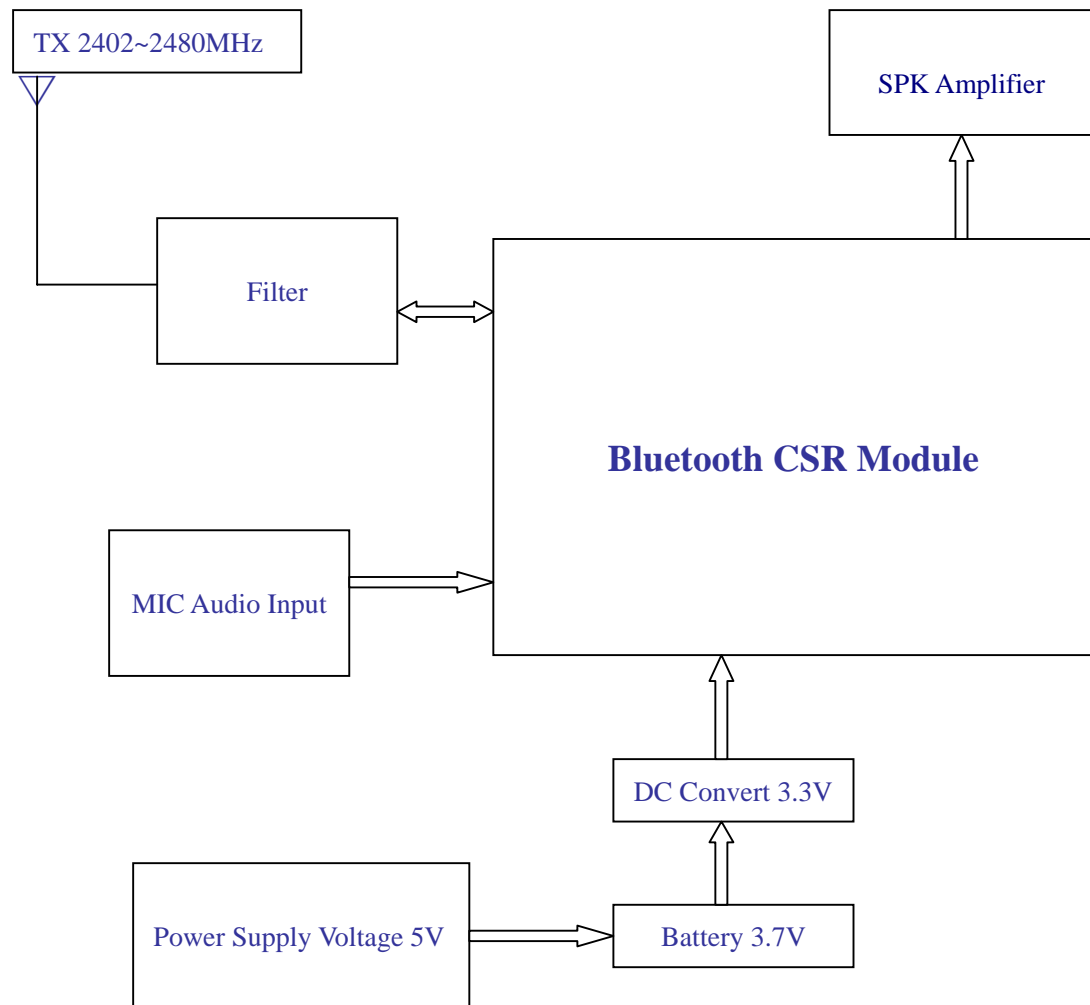 TX 2402~2480MHz
SPK Amplifier
Filter
Bluetooth CSR Module
MIC Audio Input
DC Convert 3.3V
Power Supply Voltage 5V
Battery 3.7V